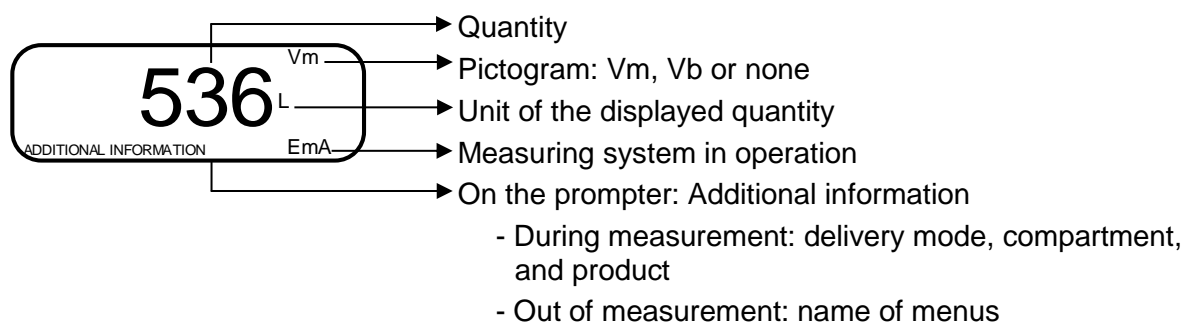 Quantity
Vm
Pictogram: Vm, Vb or none
536
L
Unit of the displayed quantity
ADDITIONAL INFORMATION
EmA
Measuring system in operation
On the prompter: Additional information
- During measurement: delivery mode, compartment,
and product
- Out of measurement: name of menus